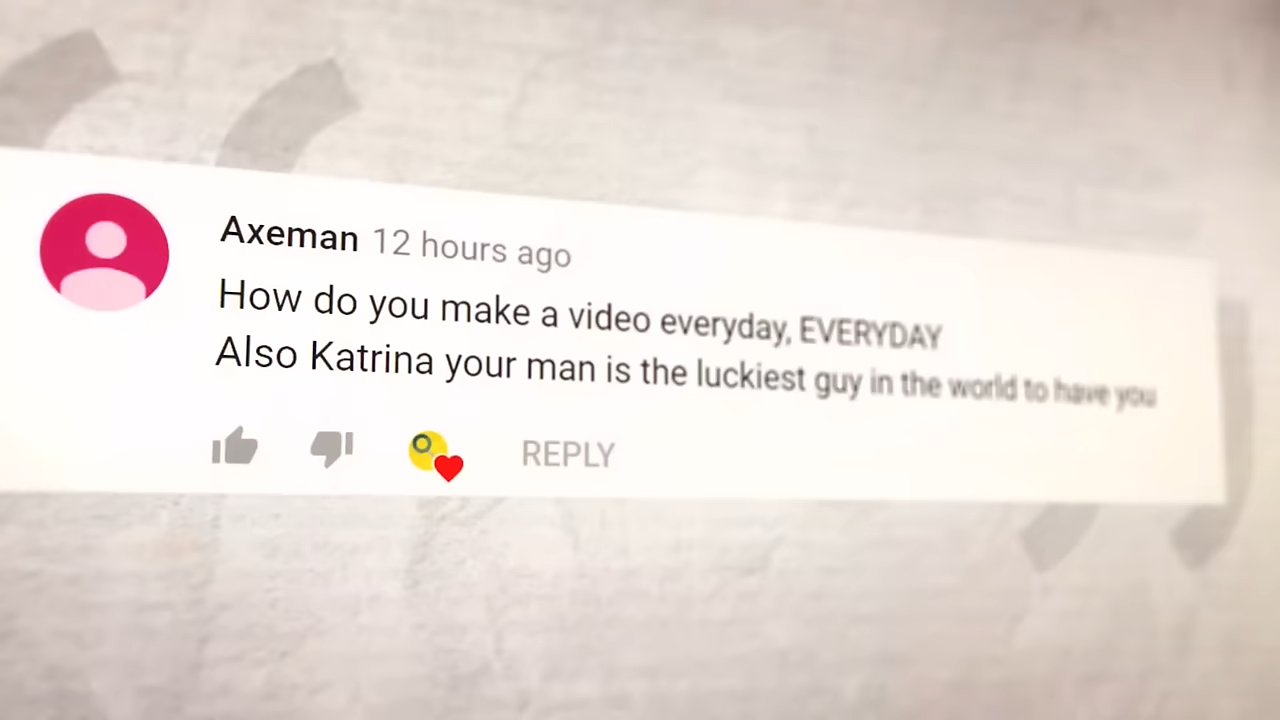 Axeman 12 hours ago
How do you make a video everyday, EVERYDAY
Also Katrina your man is the luckiest guy in the world to have you
REPLY